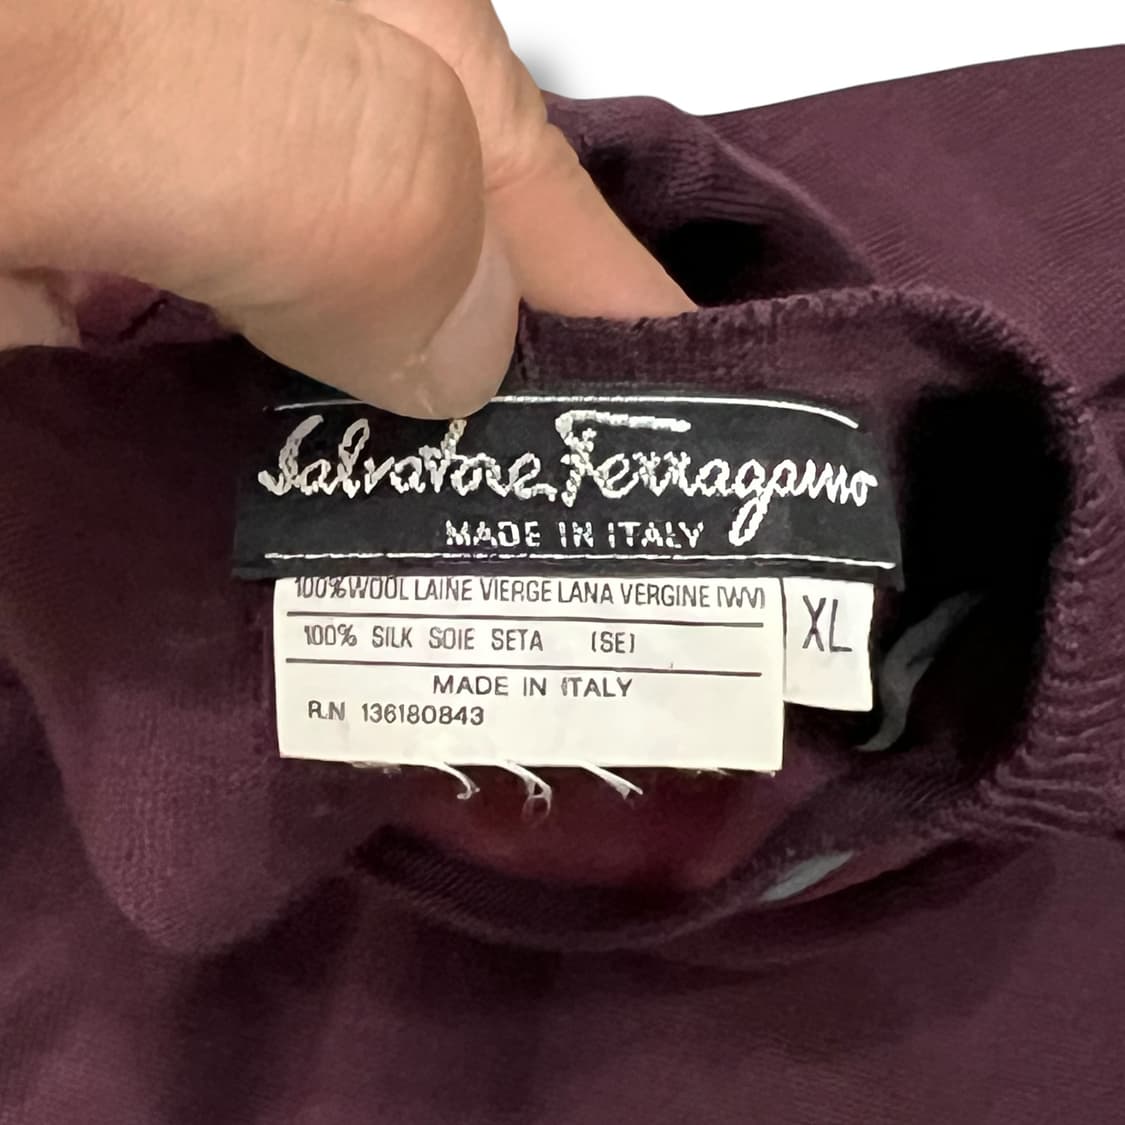 Salvatore Ferragamo
MADE IN ITALY
100%WOOL LAINE VIERGE LANA VERGINE (WV)
XL
100% SILK SOIE SETA (SE)
MADE IN ITALY
R.N 136180843